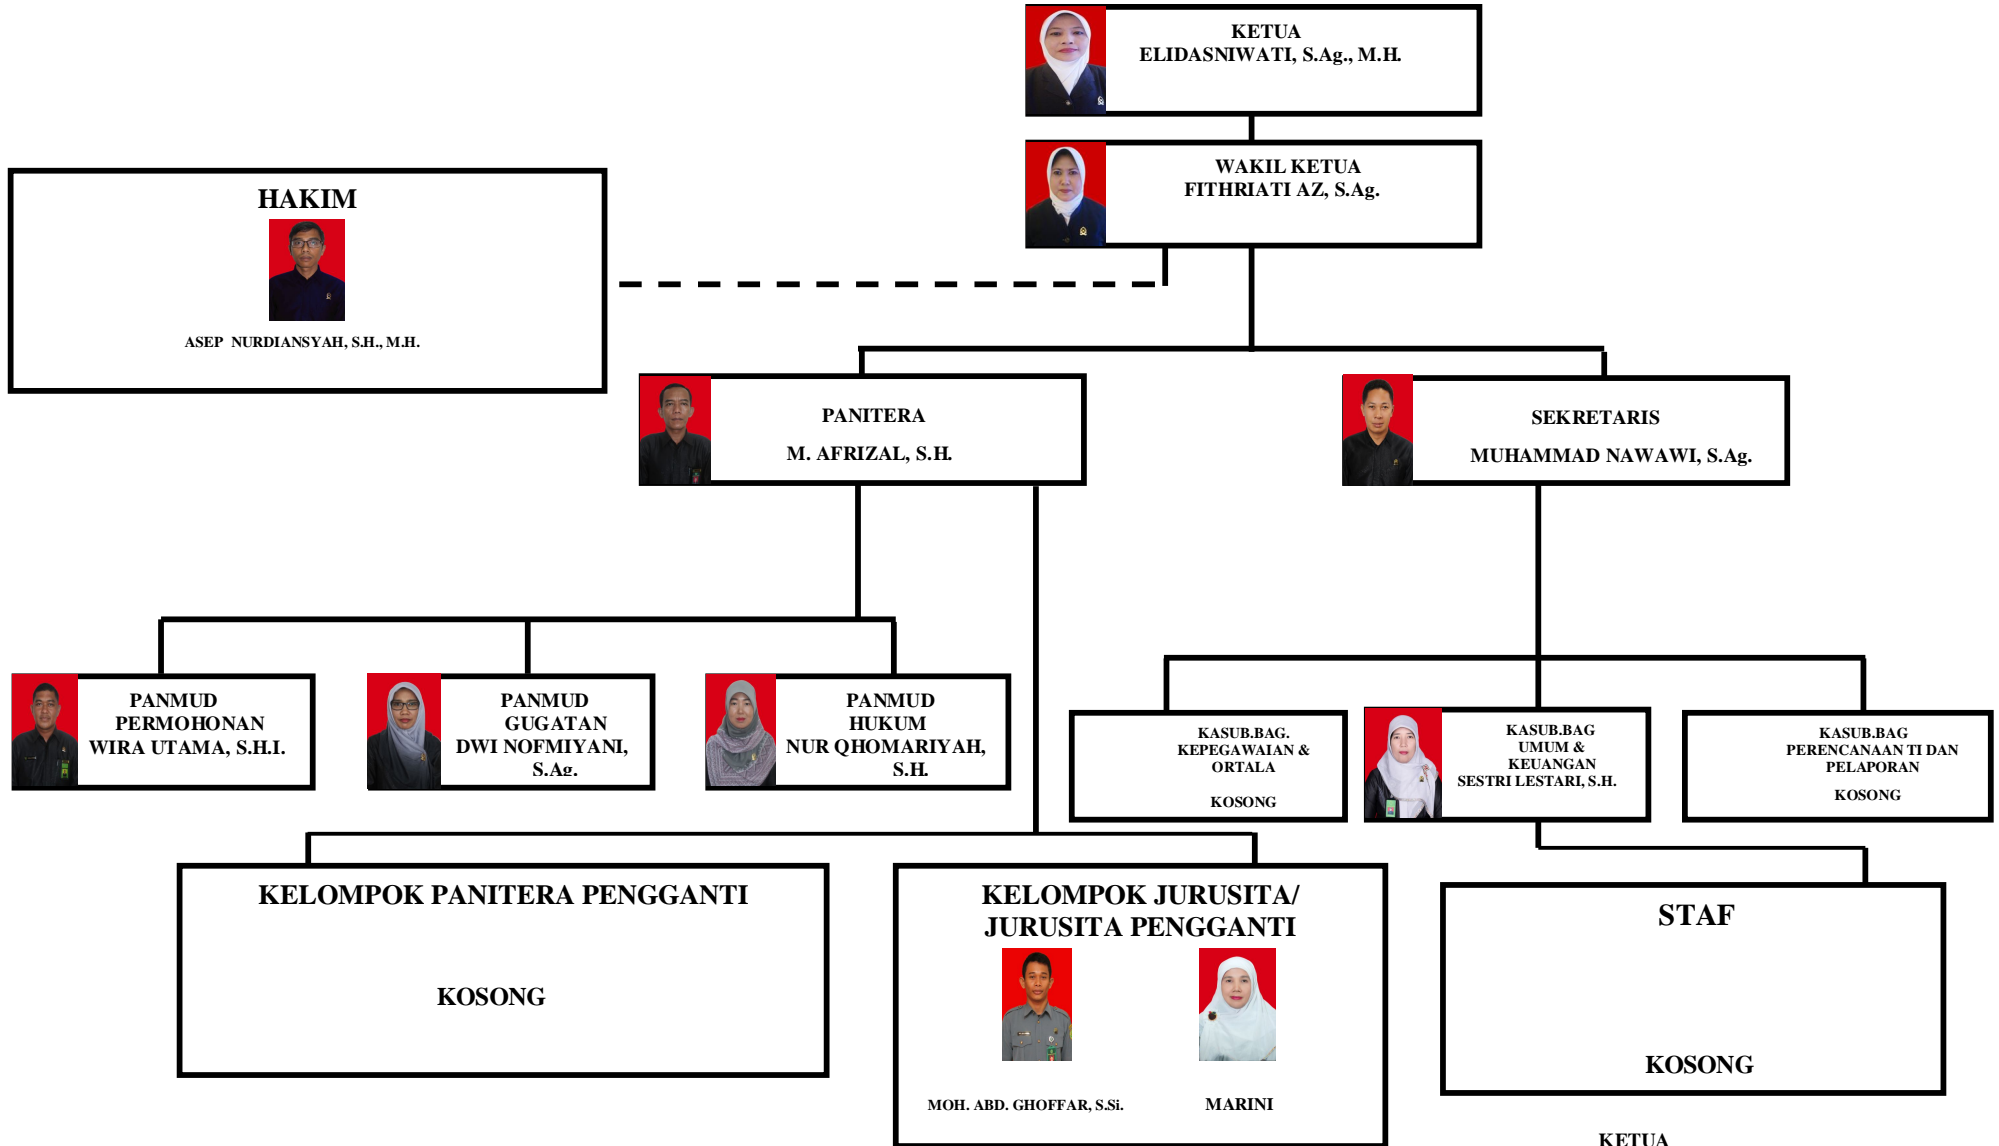 KETUA
ELIDASNIWATI, S.Ag., M.H.
WAKIL KETUA
FITHRIATI AZ, S.Ag.
HAKIM
ASEP NURDIANSYAH, S.H., M.H.
PANITERA
M. AFRIZAL, S.H.
SEKRETARIS
MUHAMMAD NAWAWI, S.Ag.
PANMUD
PERMOHONAN
WIRA UTAMA, S.H.I.
PANMUD
GUGATAN
DWI NOFMIYANI,
S.Ag.
PANMUD
HUKUM
NUR QHOMARIYAH,
S.H.
KASUB.BAG.
KEPEGAWAIAN &
ORTALA
KOSONG
KASUB.BAG
UMUM &
KEUANGAN
SESTRI LESTARI, S.H.
KASUB.BAG
PERENCANAAN TI DAN
PELAPORAN
KOSONG
KELOMPOK PANITERA PENGGANTI
KOSONG
KELOMPOK JURUSITA/
JURUSITA PENGGANTI
MOH. ABD. GHOFFAR, S.Si.
MARINI
STAF
KOSONG
KETUA